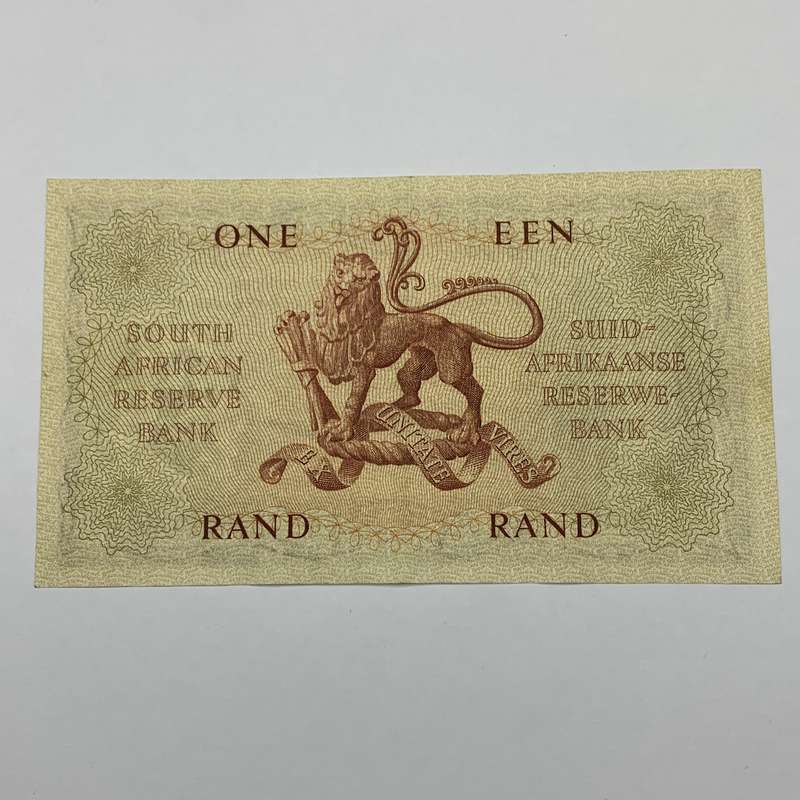 ONE EEN
SOUTH
AFRICAN
RESERVE
BANK
SUID-
AFRIKAANSE
RESERWE-
BANK
EX UNITATE VIRES
RAND RAND